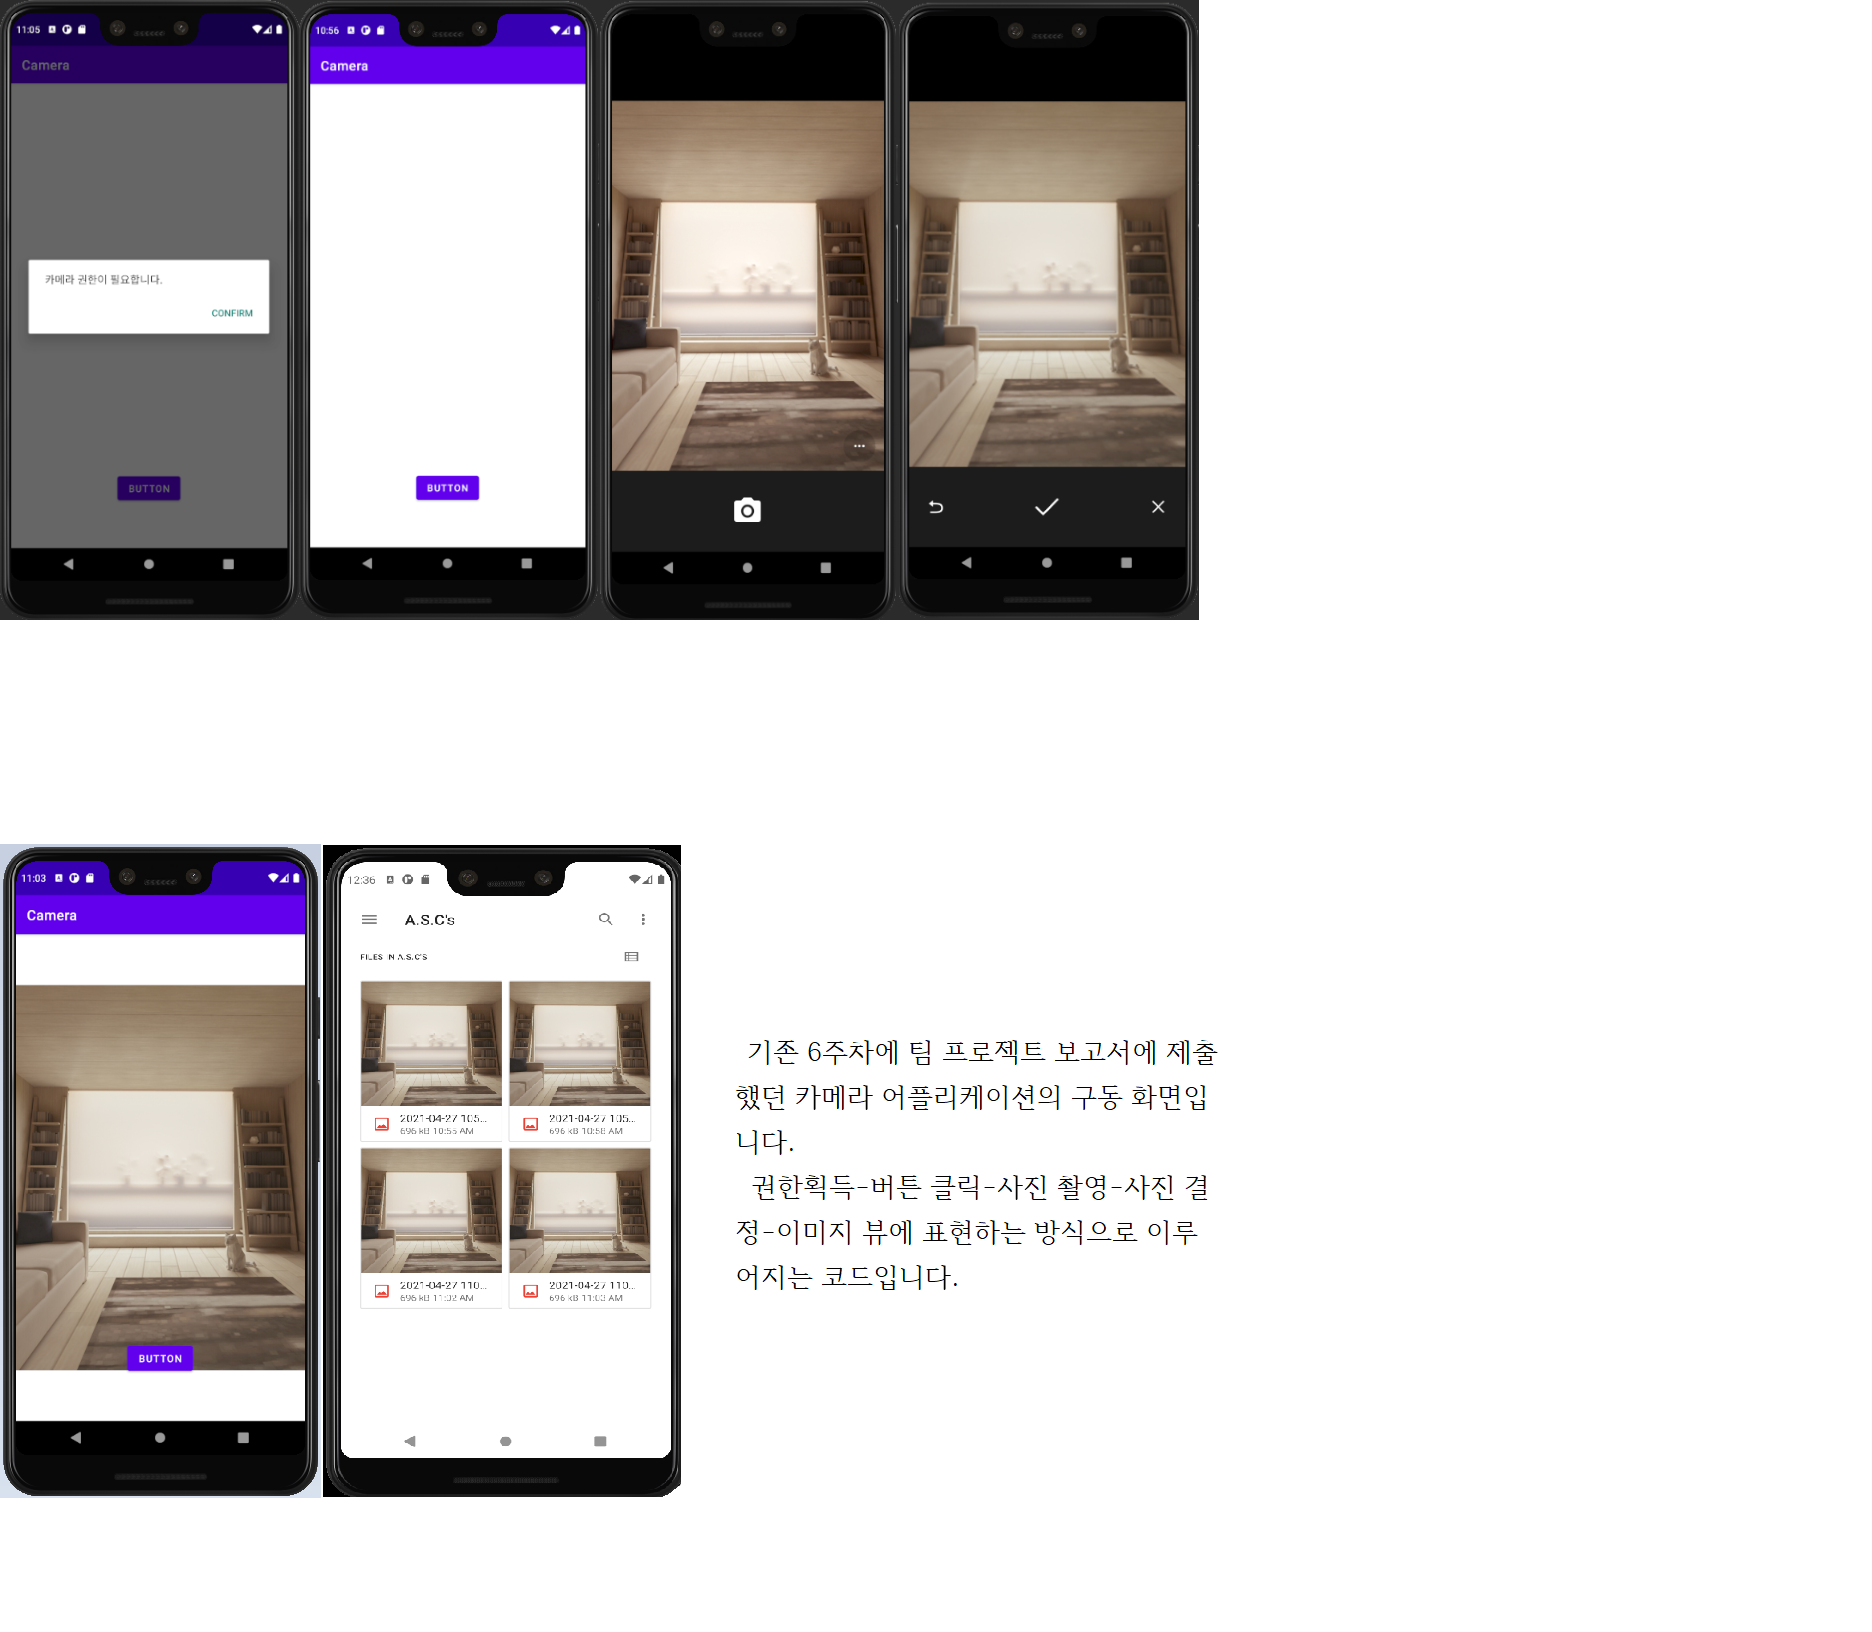 11:05
Camera
카메라 권한이 필요합니다.
CONFIRM
BUTTON
10:56
Camera
BUTTON
11:03
Camera
BUTTON
12:36
A.S.C's
FILES IN A.S.C'S
2021-04-27 105...
696 kB 10:55 AM
2021-04-27 105...
696 kB 10:56 AM
2021-04-27 110...
696 kB 11:02 AM
2021-04-27 110...
696 kB 11:03 AM
기존 6주차에 팀 프로젝트 보고서에 제출
했던 카메라 어플리케이션의 구동 화면입
니다.
권한획득-버튼 클릭-사진 촬영-사진 결
정-이미지 뷰에 표현하는 방식으로 이루
어지는 코드입니다.